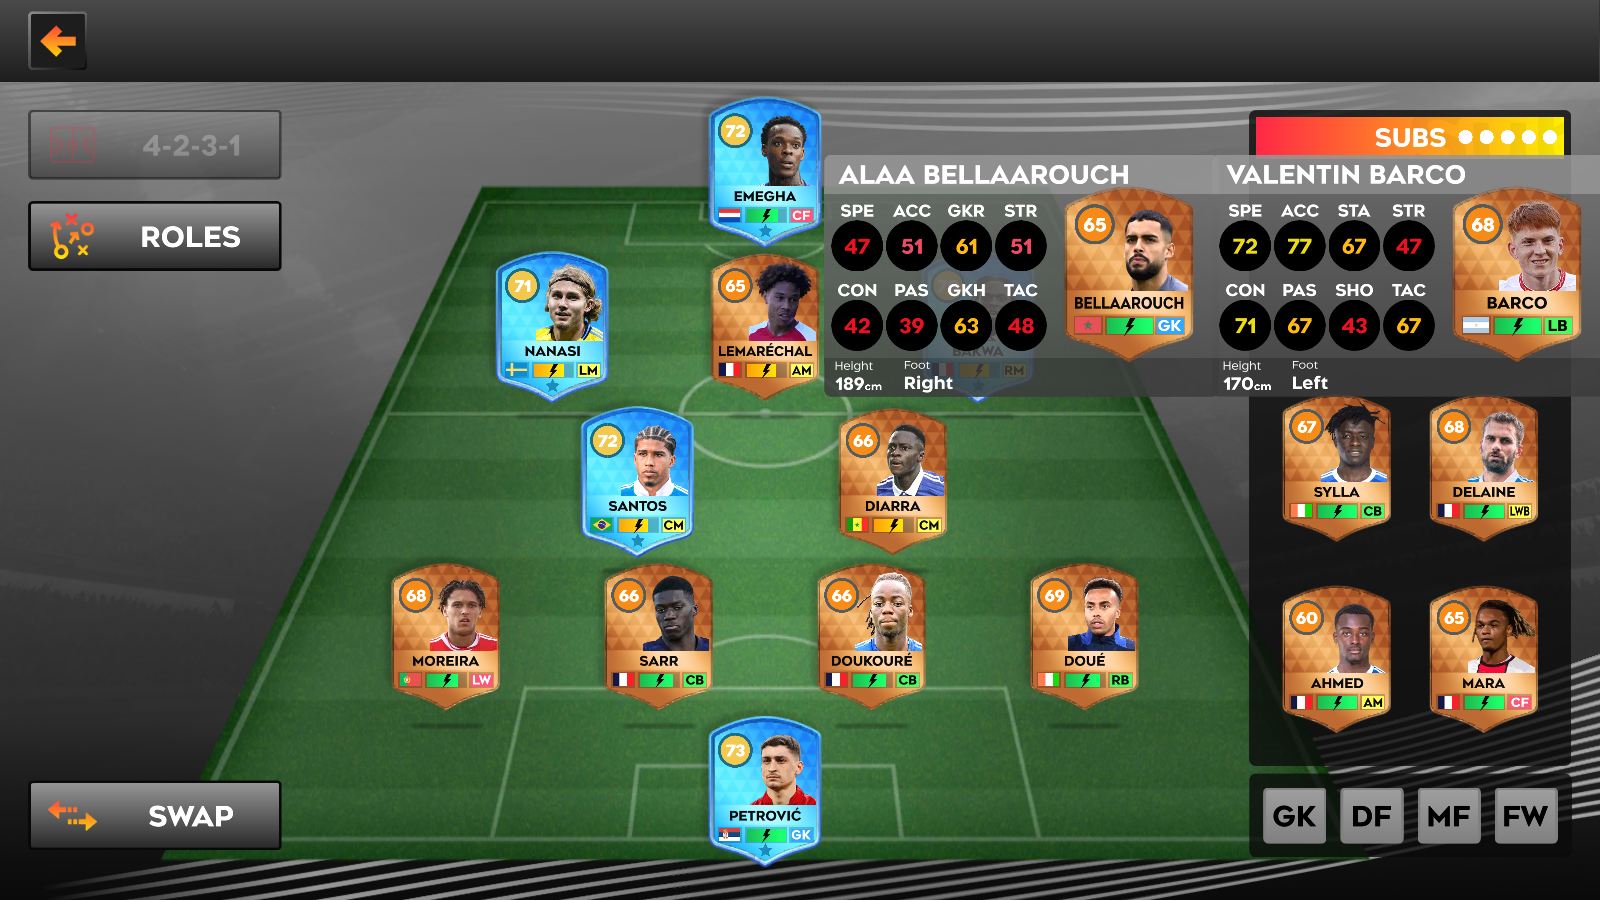 4-2-3-1
ROLES
SWAP
72
EMEGHA
CF
71
NANASI
LM
65
LEMARÉCHAL
AM
BAKWA
RM
72
SANTOS
CM
66
DIARRA
CM
68
MOREIRA
LW
66
SARR
CB
66
DOUKOURÉ
CB
69
DOUÉ
RB
73
PETROVIĆ
GK
ALAA BELLAAROUCH
SPE ACC GKR STR
47 51 61 51
CON PAS GKH TAC
42 39 63 48
Height Foot
189cm Right
65
BELLAAROUCH
GK
SUBS
VALENTIN BARCO
SPE ACC STA STR
72 77 67 47
CON PAS SHO TAC
71 67 43 67
Height Foot
170cm Left
68
BARCO
LB
67
SYLLA
CB
68
DELAINE
LWB
60
AHMED
AM
65
MARA
CF
GK DF MF FW